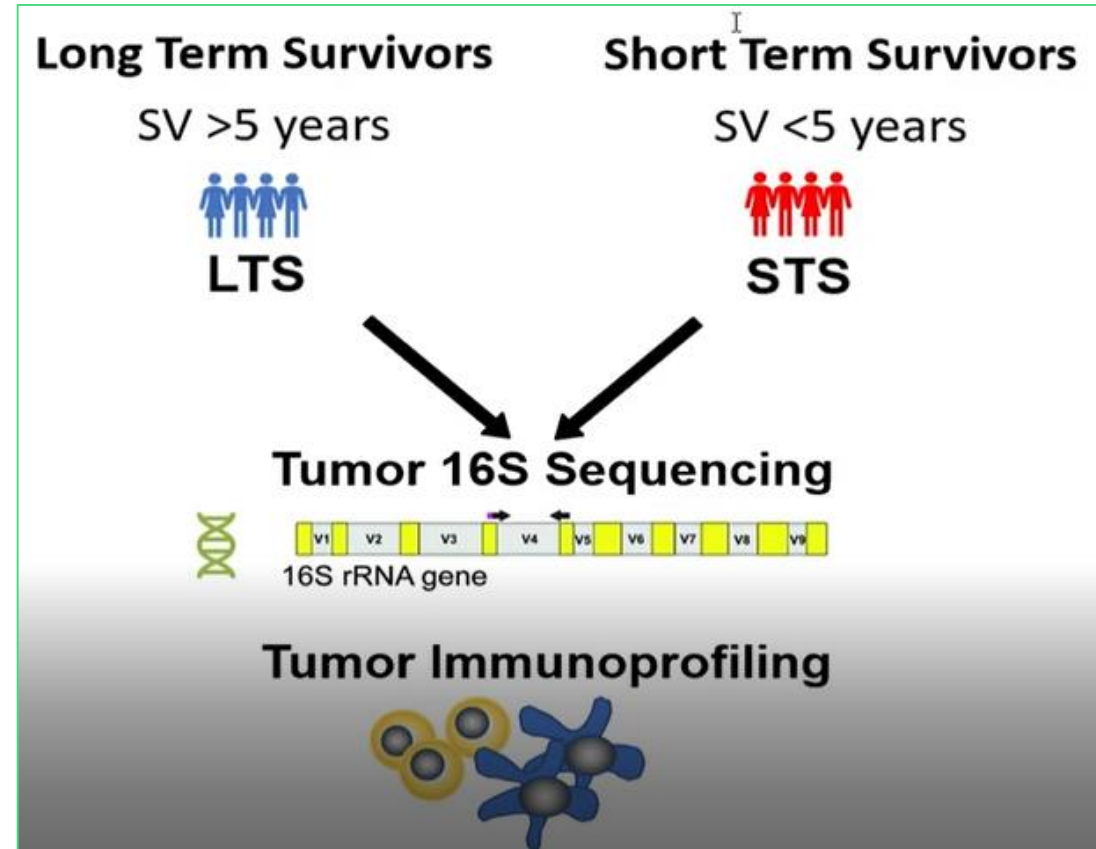 Long Term Survivors
SV >5 years
LTS
Short Term Survivors
SV <5 years
STS
Tumor 16S Sequencing
V1 V2 V3 V4 V5 V6 V7 V8 V9
16S rRNA gene
Tumor Immunoprofiling